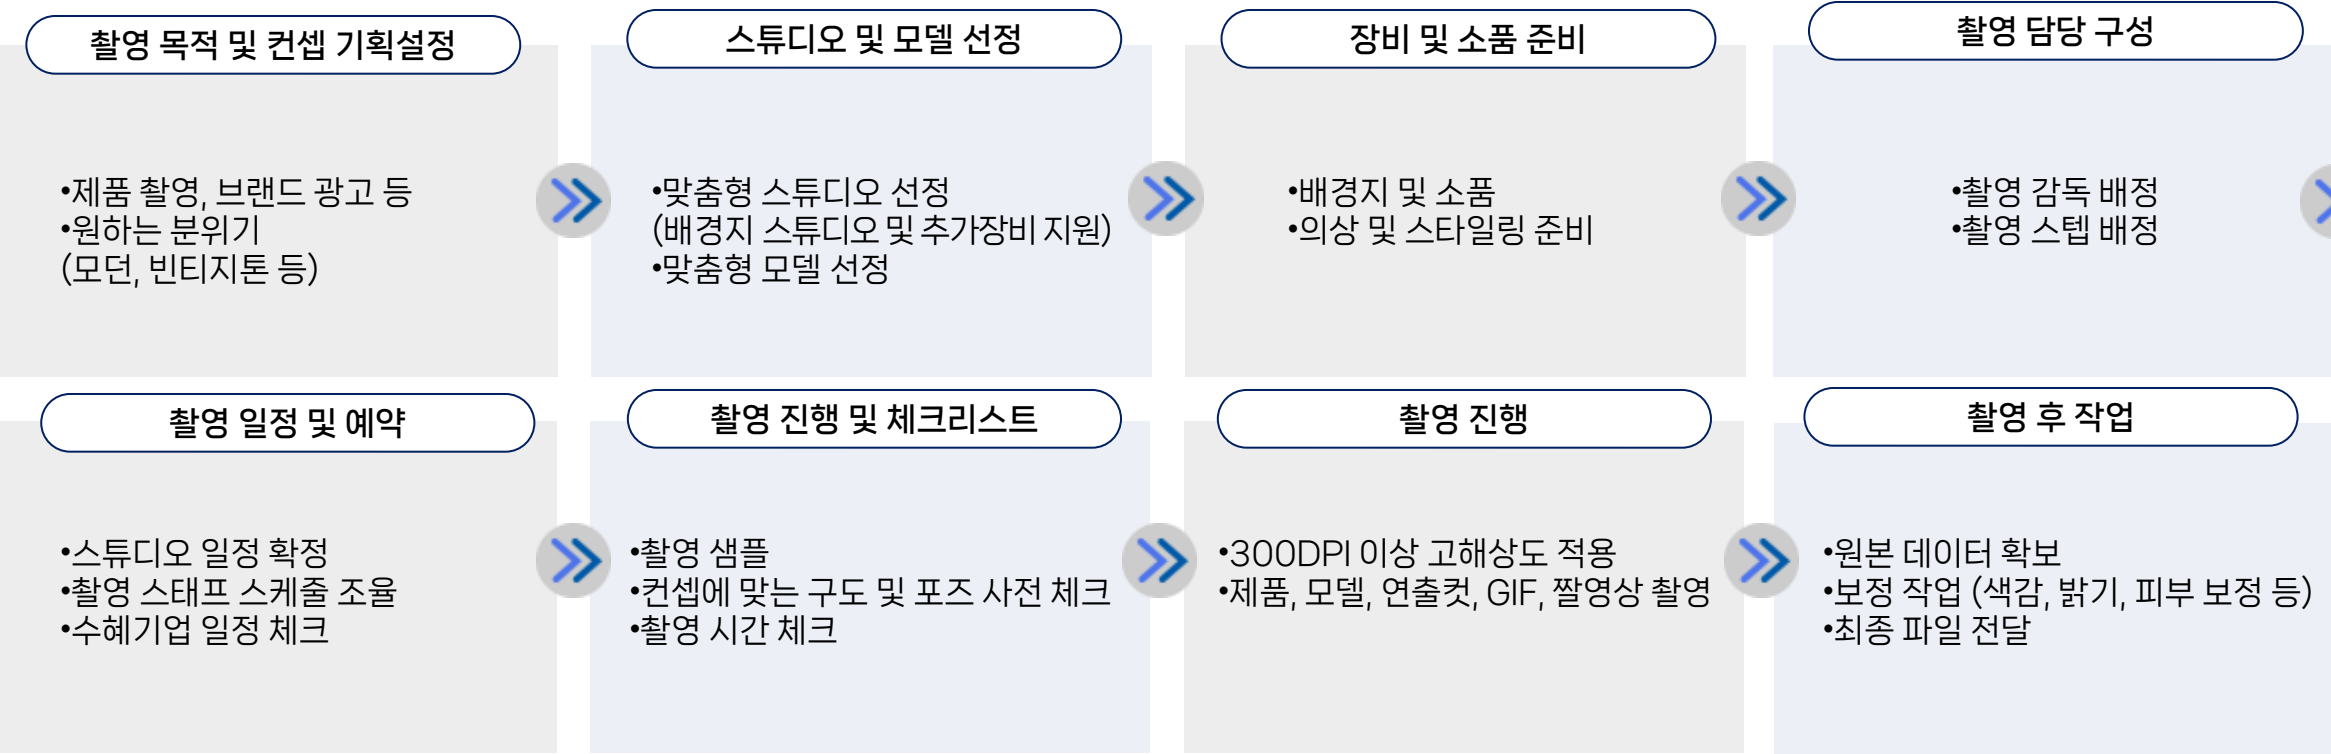 촬영 목적 및 컨셉 기획설정
•제품 촬영, 브랜드 광고 등
•원하는 분위기
(모던, 빈티지톤 등)
스튜디오 및 모델 선정
•맞춤형 스튜디오 선정
(배경지 스튜디오 및 추가장비 지원)
•맞춤형 모델 선정
장비 및 소품 준비
•배경지 및 소품
•의상 및 스타일링 준비
촬영 담당 구성
•촬영 감독 배정
•촬영 스텝 배정
촬영 일정 및 예약
•스튜디오 일정 확정
•촬영 스태프 스케줄 조율
•수혜기업 일정 체크
촬영 진행 및 체크리스트
•촬영 샘플
•컨셉에 맞는 구도 및 포즈 사전 체크
•촬영 시간 체크
촬영 진행
•300DPI 이상 고해상도 적용
•제품, 모델, 연출컷, GIF, 짤영상 촬영
촬영 후 작업
•원본 데이터 확보
•보정 작업 (색감, 밝기, 피부 보정 등)
•최종 파일 전달